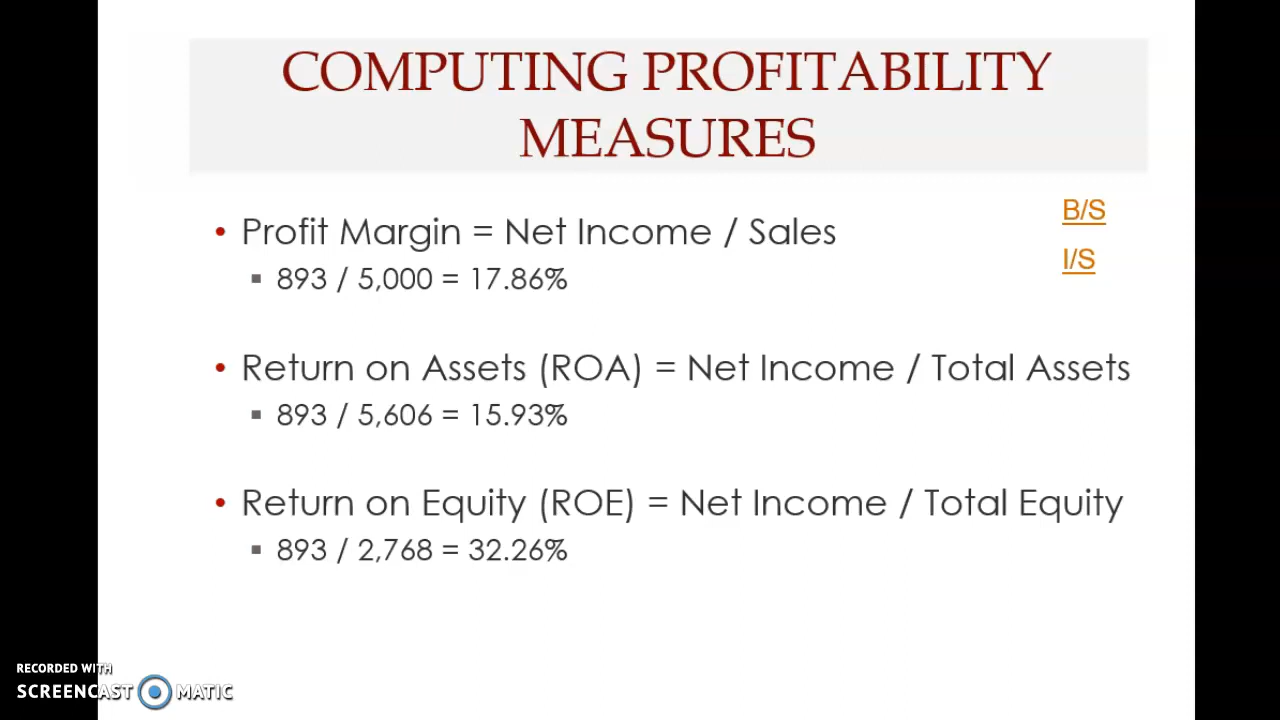 COMPUTING PROFITABILITY
MEASURES
B/S
• Profit Margin = Net Income / Sales
I/S
▪ 893 / 5,000 = 17.86%
• Return on Assets (ROA) = Net Income / Total Assets
▪ 893 / 5,606 = 15.93%
• Return on Equity (ROE) = Net Income / Total Equity
▪ 893 / 2,768 = 32.26%
RECORDED WITH
SCREENCAST MATIC